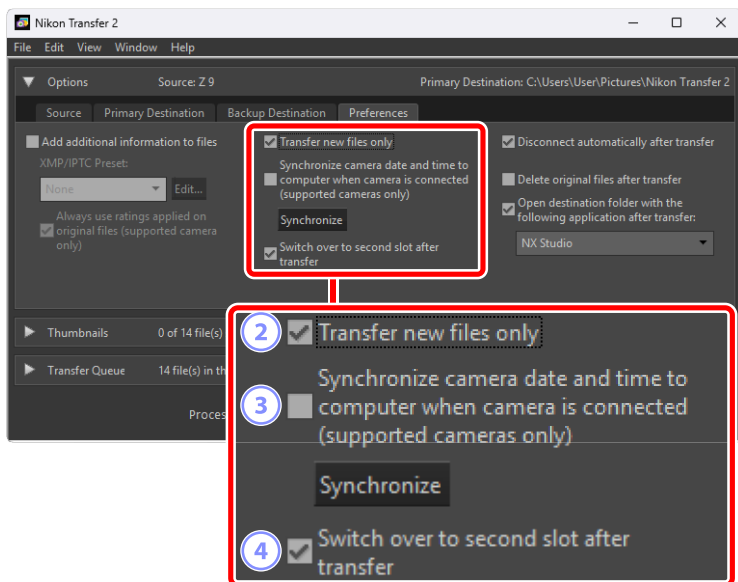 Nikon Transfer 2
File Edit View Window Help
Options Source: Z 9 Primary Destination: C:\Users\User\Pictures\Nikon Transfer 2
Source Primary Destination Backup Destination Preferences
Add additional information to files
XMP/IPTC Preset:
None Edit...
Always use ratings applied on
original files (supported camera
only)
Transfer new files only
Synchronize camera date and time to
computer when camera is connected
(supported cameras only)
Synchronize
Switch over to second slot after
transfer
Disconnect automatically after transfer
Delete original files after transfer
Open destination folder with the
following application after transfer:
NX Studio
Thumbnails 0 of 14 file(s)
Transfer Queue 14 file(s) in th
Proces
2 Transfer new files only
Synchronize camera date and time to
3 computer when camera is connected
(supported cameras only)
Synchronize
4 Switch over to second slot after
transfer